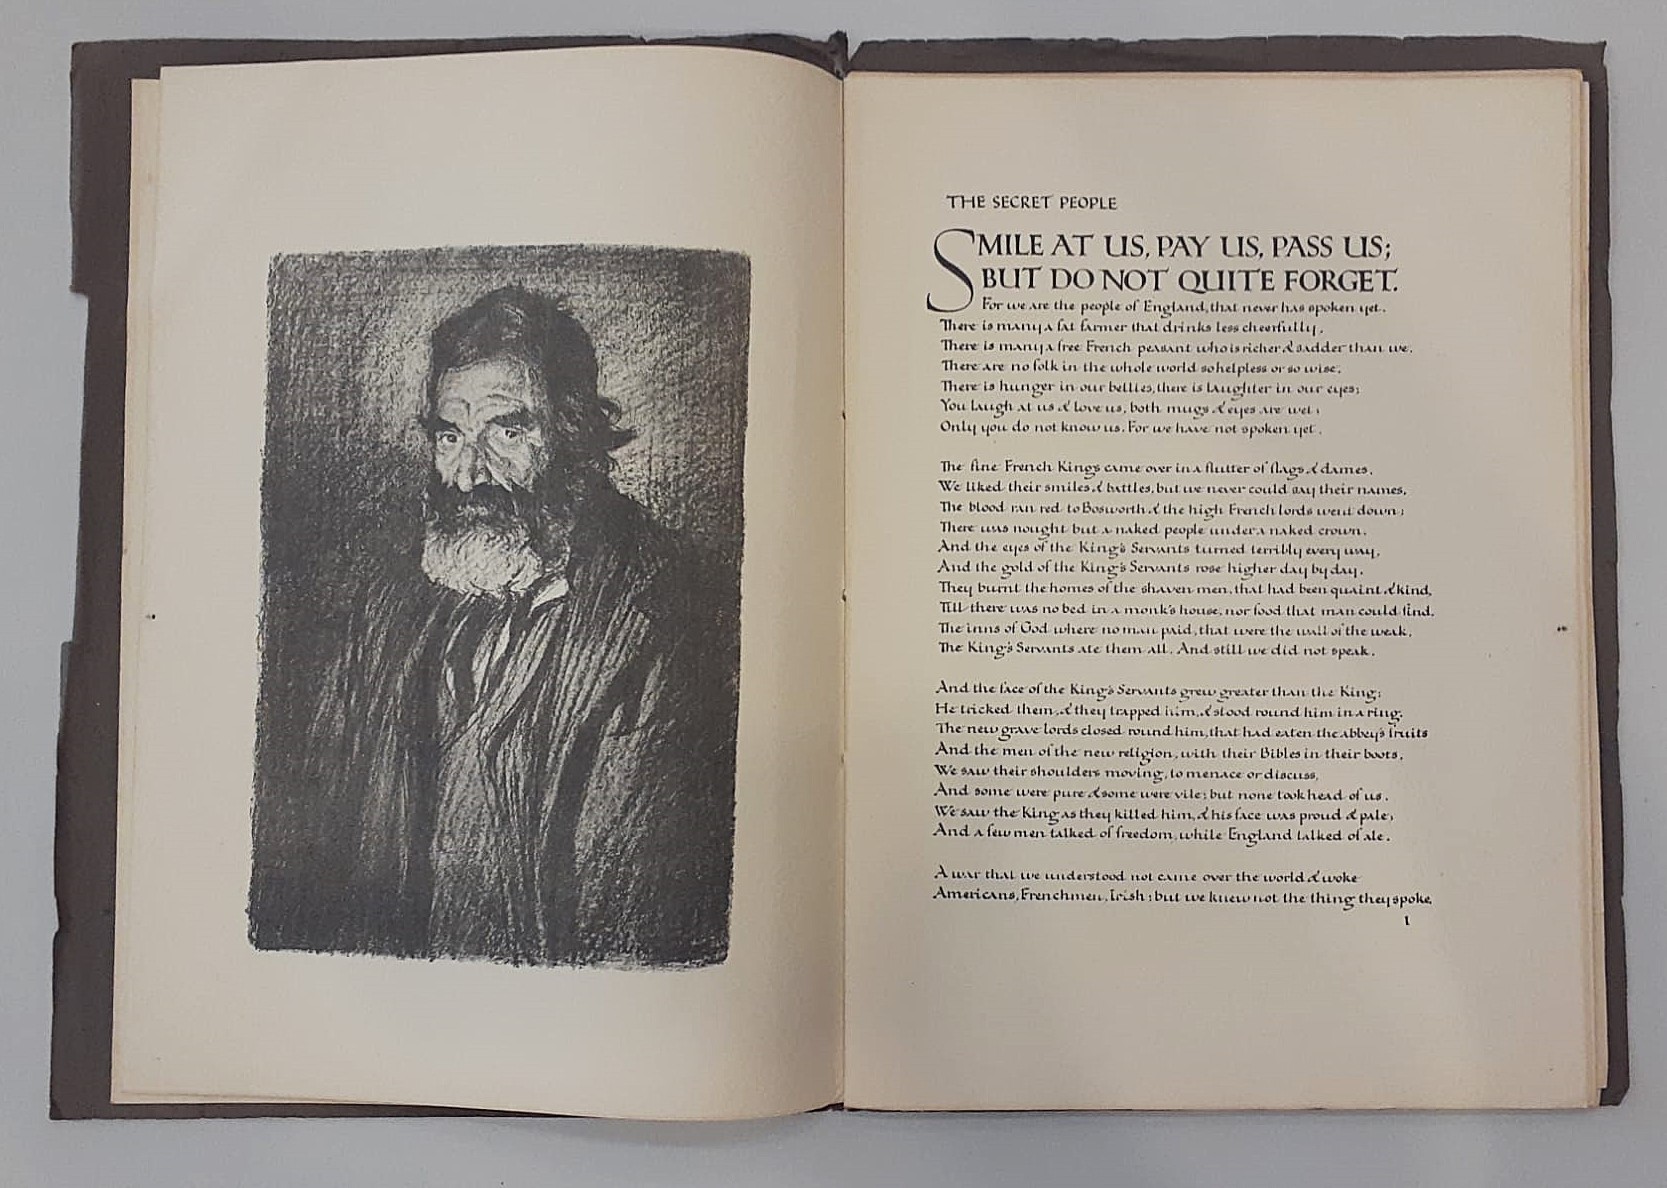 THE SECRET PEOPLE
SMILE AT US, PAY US, PASS US;
BUT DO NOT QUITE FORGET.
For we are the people of England, that never has spoken yet.
There is many a fat farmer that drinks less cheerfully,
There is many a free French peasant who is richer & sadder than we.
There are no folk in the whole world so helpless or so wise.
There is hunger in our bellies, there is laughter in our eyes;
You laugh at us & love us, both mugs & eyes are wet;
Only you do not know us. For we have not spoken yet.
The fine French Kings came over in a flutter of flags & dames.
We liked their smiles & battles, but we never could say their names.
The blood ran red to Bosworth & the high French lords went down;
There was nought but a naked people under a naked crown.
And the eyes of the King's Servants turned terribly every way,
And the gold of the King's Servants rose higher day by day.
They burnt the homes of the shaven men, that had been quaint & kind,
Till there was no bed in a monk's house, nor food that man could find.
The inns of God where no man paid, that were the wall of the weak,
The King's Servants ate them all. And still we did not speak.
And the face of the King's Servants grew greater than the King:
He tricked them, & they trapped him, & stood round him in a ring.
The new grave lords closed round him, that had eaten the abbey's fruits
And the men of the new religion, with their Bibles in their boots,
We saw their shoulders moving, to menace or discuss,
And some were pure & some were vile; but none took head of us.
We saw the King as they killed him, & his face was proud & pale;
And a few men talked of freedom, while England talked of ale.
A war that we understood not came over the world & woke
Americans, Frenchmen, Irish; but we knew not the thing they spoke.
1